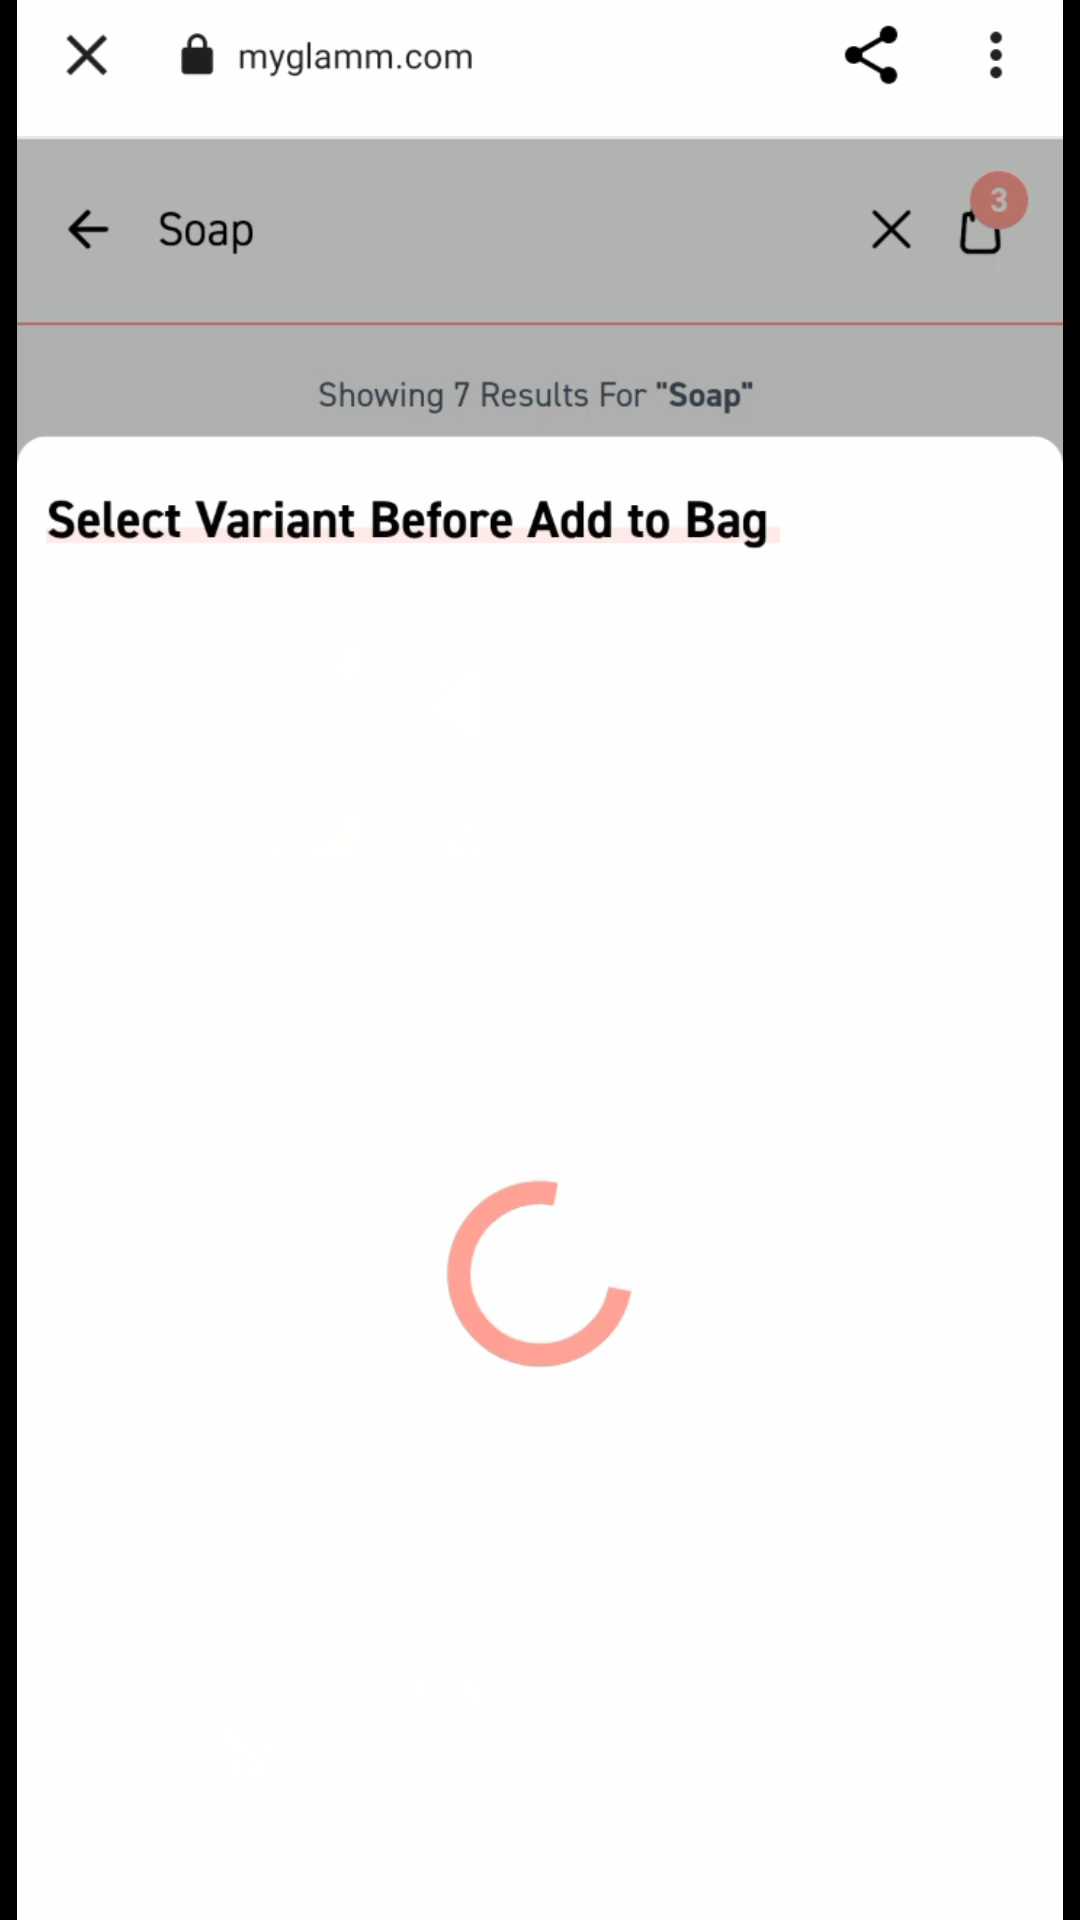 myglamm.com
Soap
3
Showing 7 Results For "Soap"
Select Variant Before Add to Bag